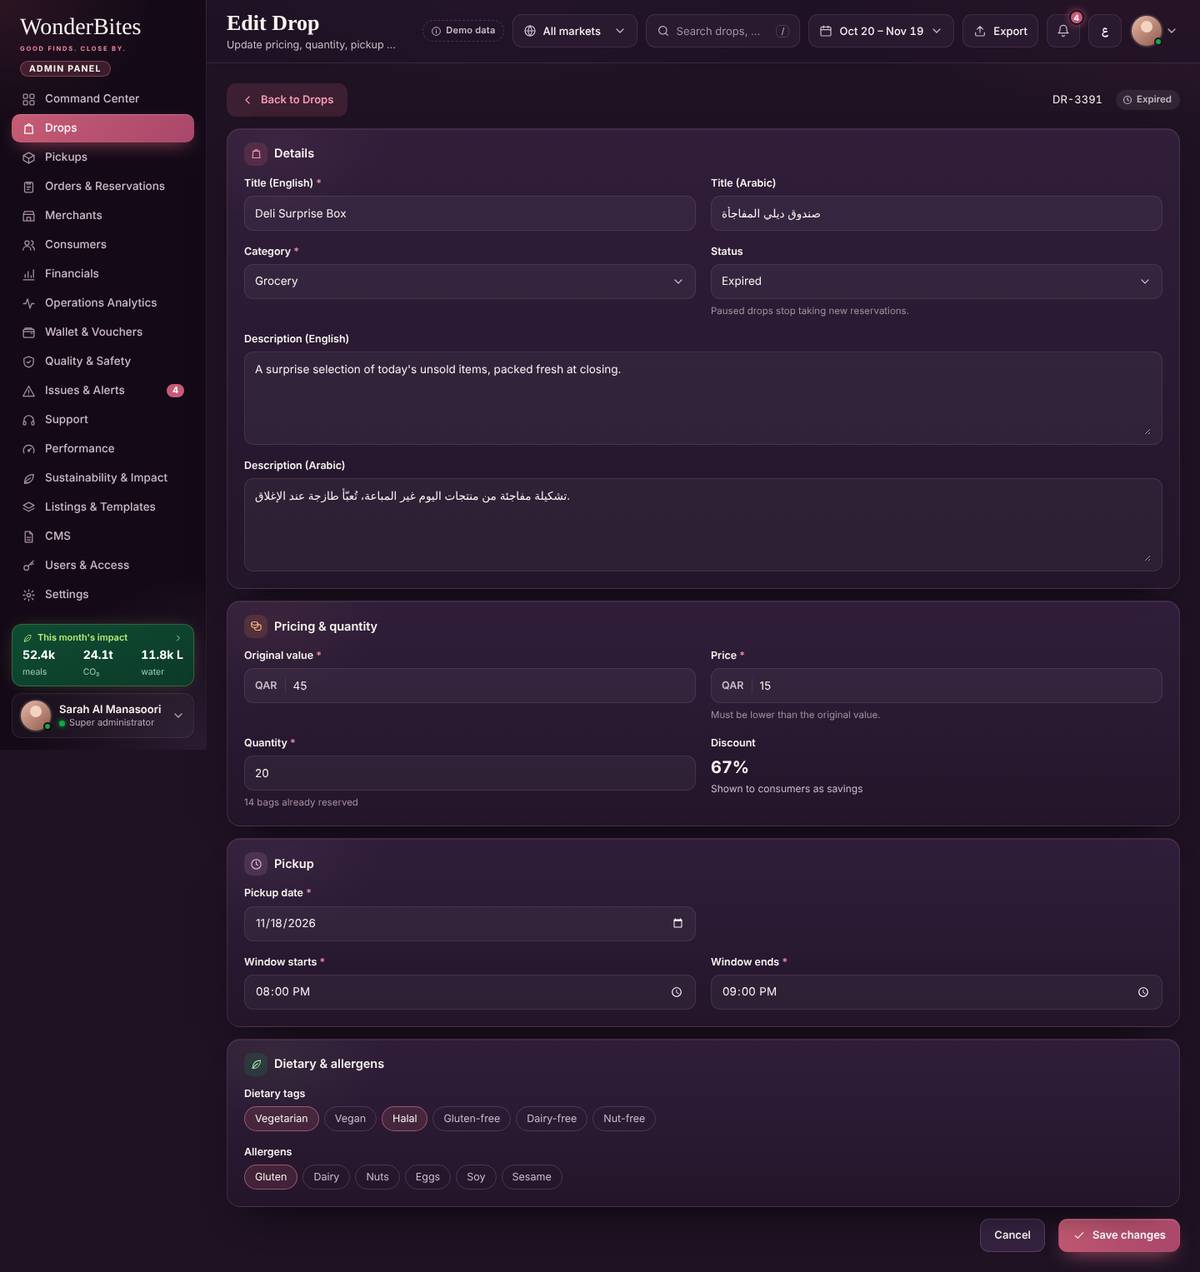 WonderBites
GOOD FINDS. CLOSE BY.
ADMIN PANEL
Command Center
Drops
Pickups
Orders & Reservations
Merchants
Consumers
Financials
Operations Analytics
Wallet & Vouchers
Quality & Safety
Issues & Alerts 4
Support
Performance
Sustainability & Impact
Listings & Templates
CMS
Users & Access
Settings
This month's impact
52.4k 24.1t 11.8k L
meals CO₂ water
Sarah Al Manasoori
Super administrator
Edit Drop
Update pricing, quantity, pickup ...
Demo data
All markets
Search drops, ... /
Oct 20 – Nov 19
Export
4
ع
Back to Drops
DR-3391 Expired
Details
Title (English) * Title (Arabic)
Deli Surprise Box صندوق ديلي المفاجأة
Category * Status
Grocery Expired
Paused drops stop taking new reservations.
Description (English)
A surprise selection of today's unsold items, packed fresh at closing.
Description (Arabic)
تشكيلة مفاجئة من منتجات اليوم غير المباعة، تُعبّأ طازجة عند الإغلاق.
Pricing & quantity
Original value * Price *
QAR 45 QAR 15
Must be lower than the original value.
Quantity * Discount
20 67%
14 bags already reserved Shown to consumers as savings
Pickup
Pickup date *
11/18/2026
Window starts * Window ends *
08:00 PM 09:00 PM
Dietary & allergens
Dietary tags
Vegetarian Vegan Halal Gluten-free Dairy-free Nut-free
Allergens
Gluten Dairy Nuts Eggs Soy Sesame
Cancel Save changes